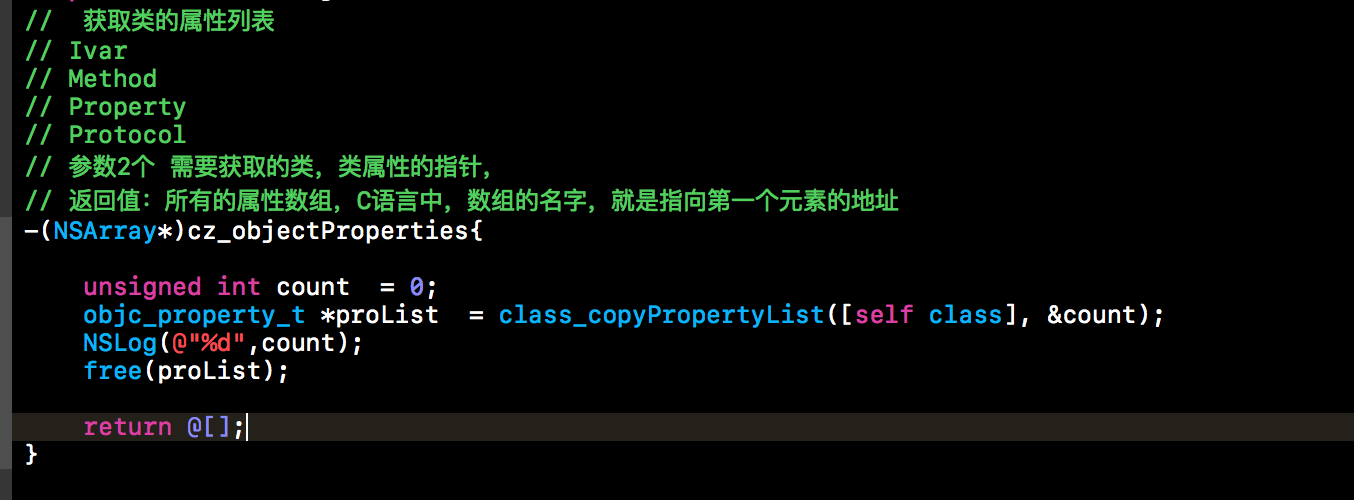 //  获取类的属性列表
// Ivar
// Method
// Property
// Protocol
// 参数2个 需要获取的类，类属性的指针，
// 返回值：所有的属性数组，C语言中，数组的名字，就是指向第一个元素的地址
-(NSArray*)cz_objectProperties{
    unsigned int count  = 0;
    objc_property_t *proList  = class_copyPropertyList([self class], &count);
    NSLog(@"%d",count);
    free(proList);
    return @[];
}